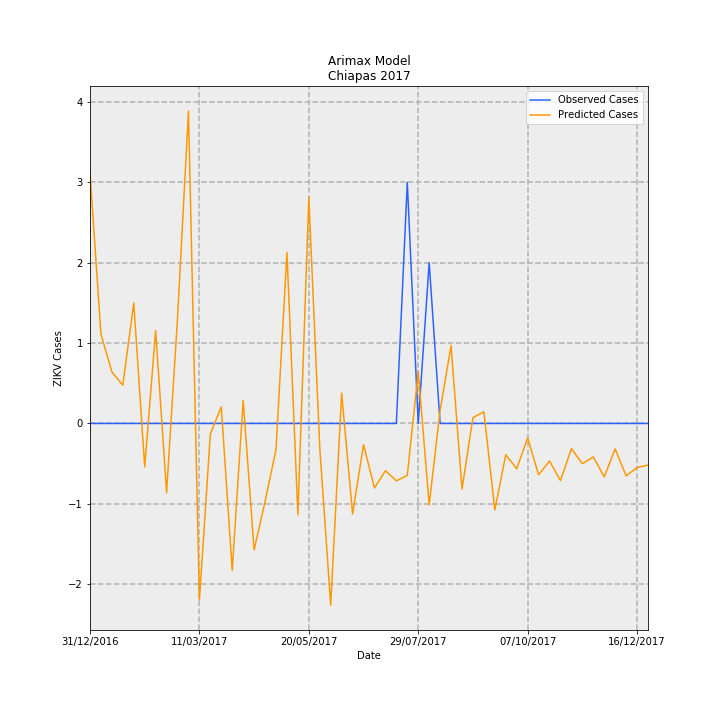 Arimax Model
Chiapas 2017
Observed Cases
Predicted Cases
4
3
2
1
0
−1
−2
ZIKV Cases
31/12/2016 11/03/2017 20/05/2017 29/07/2017 07/10/2017 16/12/2017
Date